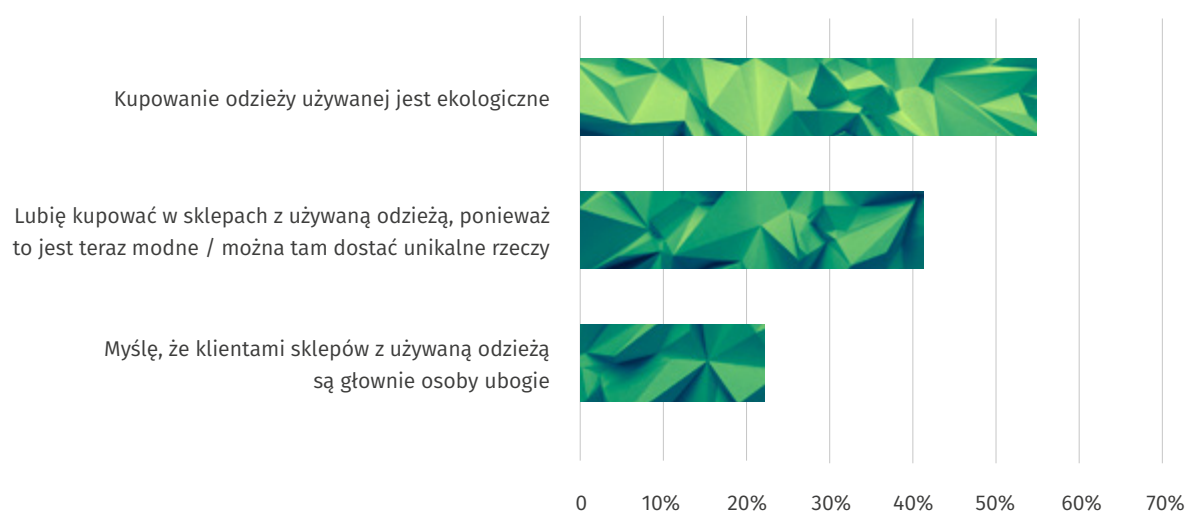 Kupowanie odzieży używanej jest ekologiczne
Lubię kupować w sklepach z używaną odzieżą, ponieważ
to jest teraz modne / można tam dostać unikalne rzeczy
Myślę, że klientami sklepów z używaną odzieżą
są głownie osoby ubogie
0 10% 20% 30% 40% 50% 60% 70%